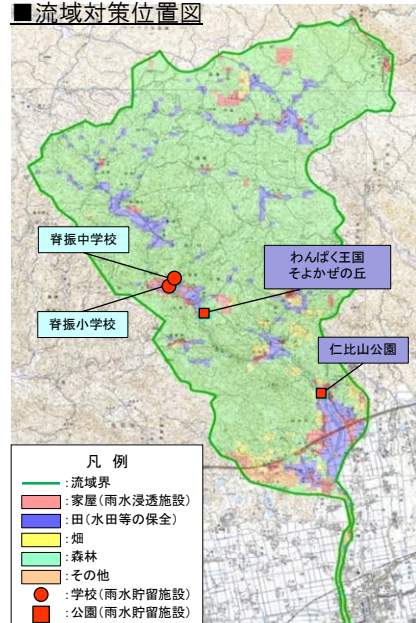 ■流域対策位置図
脊振中学校
わんぱく王国
そよかぜの丘
脊振小学校
仁比山公園
凡 例
:流域界
:家屋(雨水浸透施設)
:田(水田等の保全)
:畑
:森林
:その他
:学校(雨水貯留施設)
:公園(雨水貯留施設)